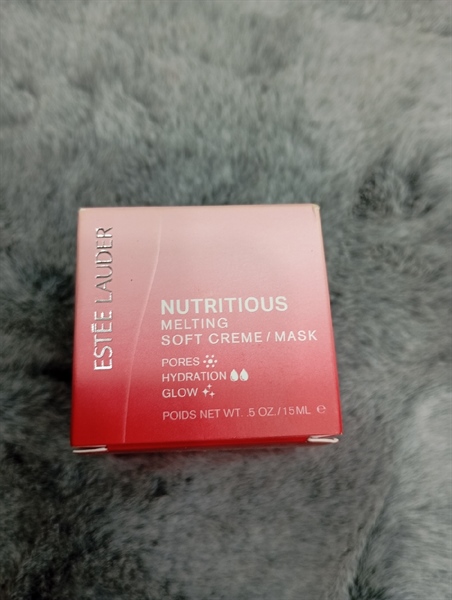 ESTĒE LAUDER
NUTRITIOUS
MELTING
SOFT CREME / MASK
PORES
HYDRATION
GLOW
POIDS NET WT. .5 OZ./15ML ℮